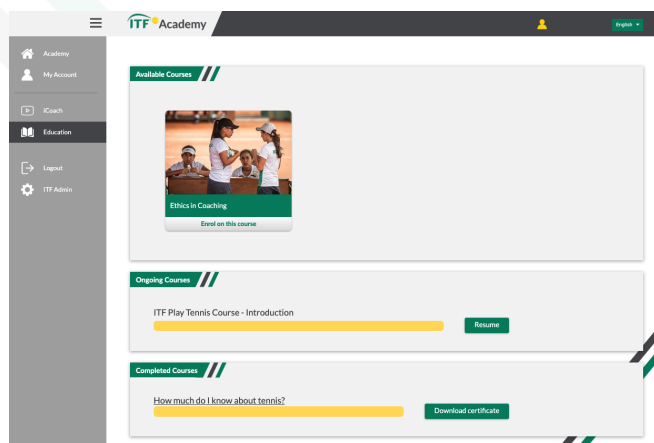 ITF Academy
English
Academy
My Account
iCoach
Education
Logout
ITF Admin
Available Courses
Ethics in Coaching
Enrol on this course
Ongoing Courses
ITF Play Tennis Course - Introduction
Resume
Completed Courses
How much do I know about tennis?
Download certificate